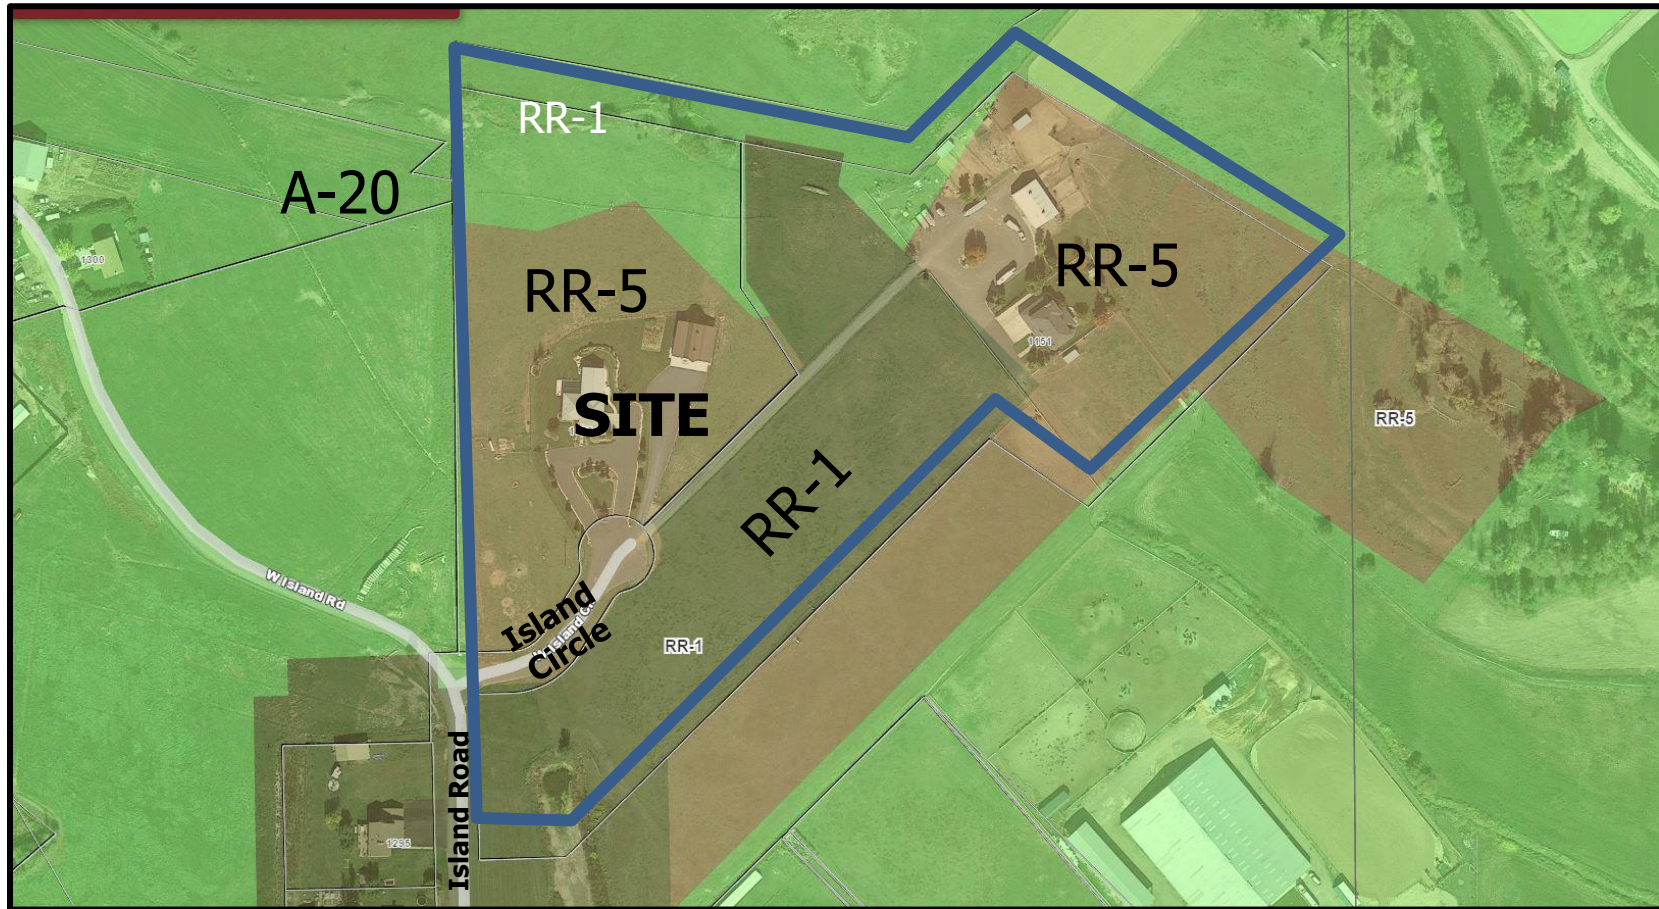 RR-1
A-20
1300
RR-5
RR-5
1151
SITE
RR-5
RR-1
W Island Rd
Island
Circle
RR-1
Island Road
1295